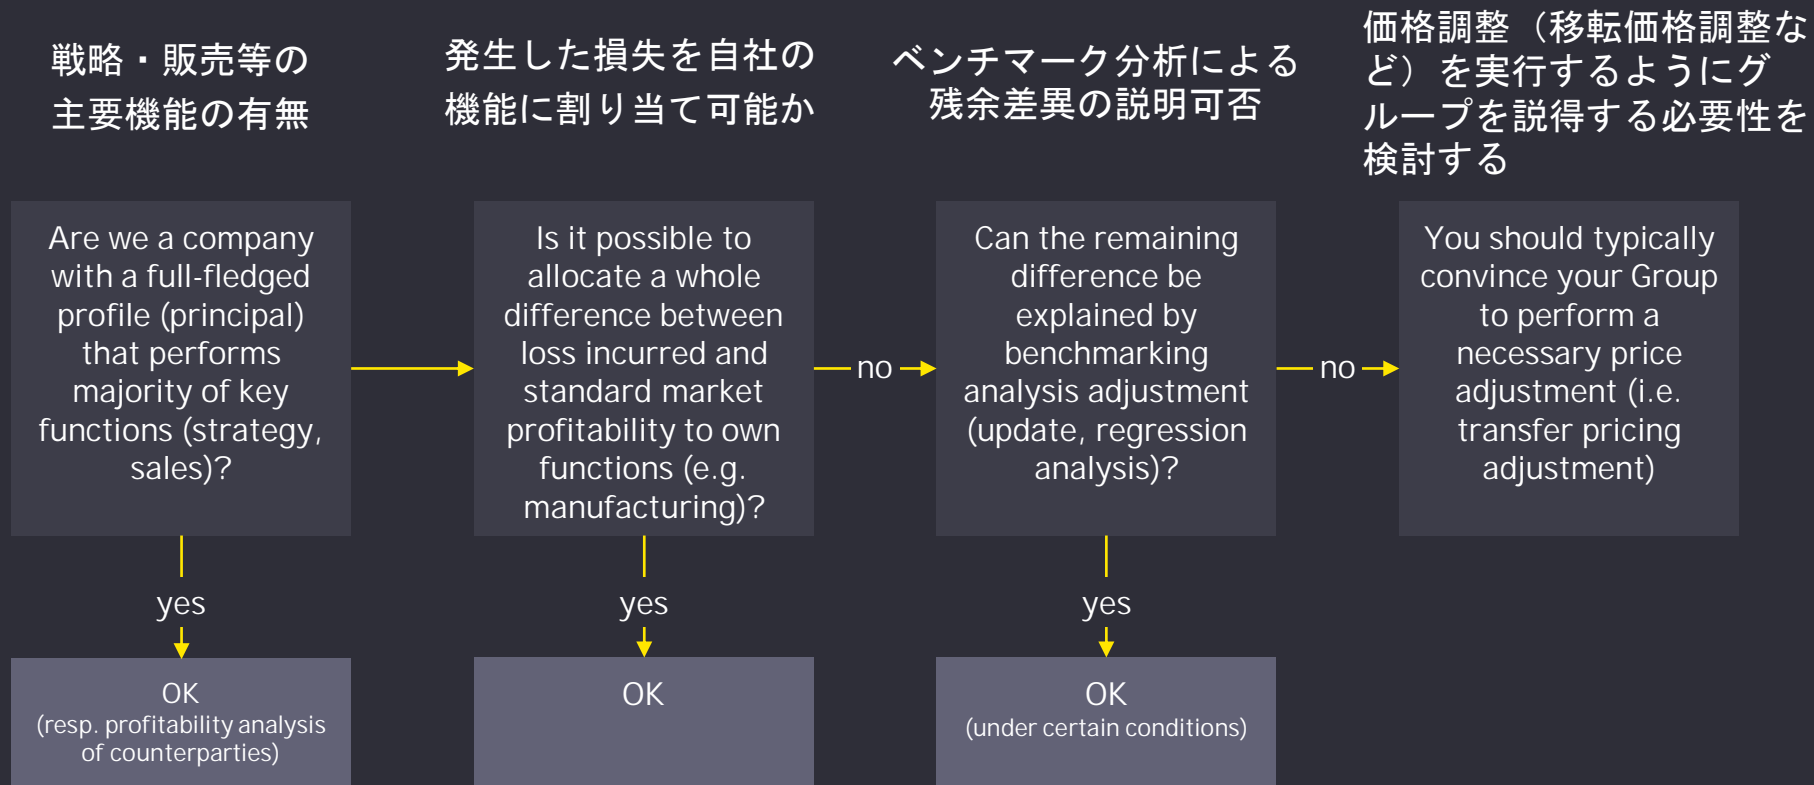 戦略・販売等の
主要機能の有無
発生した損失を自社の
機能に割り当て可能か
ベンチマーク分析による
残余差異の説明可否
価格調整（移転価格調整な
ど）を実行するようにグ
ループを説得する必要性を
検討する
Are we a company
with a full-fledged
profile (principal)
that performs
majority of key
functions (strategy,
sales)?
Is it possible to
allocate a whole
difference between
loss incurred and
standard market
profitability to own
functions (e.g.
manufacturing)?
no
Can the remaining
difference be
explained by
benchmarking
analysis adjustment
(update, regression
analysis)?
no
You should typically
convince your Group
to perform a
necessary price
adjustment (i.e.
transfer pricing
adjustment)
yes
yes
yes
OK
(resp. profitability analysis
of counterparties)
OK
OK
(under certain conditions)